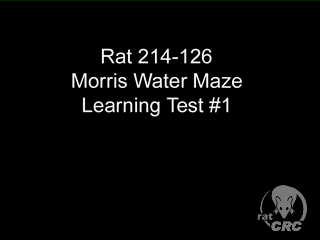 Rat 214-126
Morris Water Maze
Learning Test #1
rat
CRC